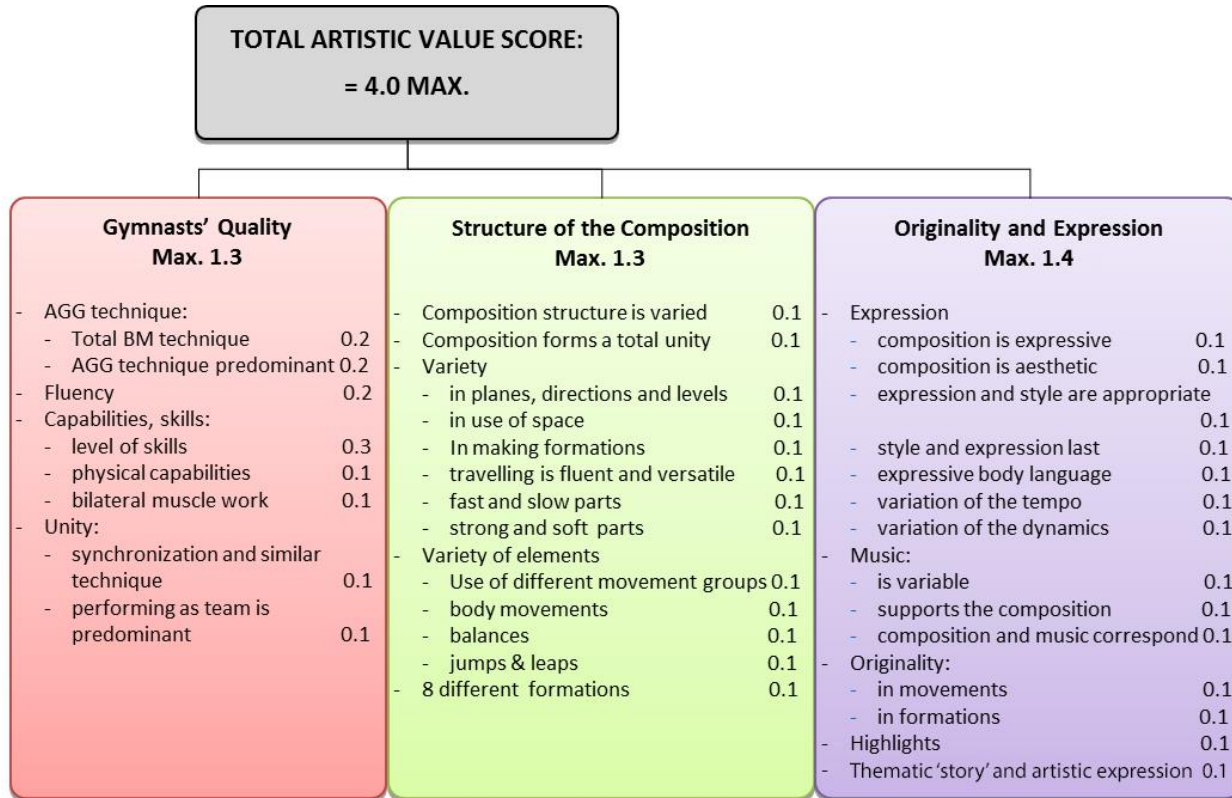 TOTAL ARTISTIC VALUE SCORE:
= 4.0 MAX.
Gymnasts' Quality
Max. 1.3
- AGG technique:
- Total BM technique 0.2
- AGG technique predominant 0.2
- Fluency 0.2
- Capabilities, skills:
- level of skills 0.3
- physical capabilities 0.1
- bilateral muscle work 0.1
- Unity:
- synchronization and similar
technique 0.1
- performing as team is
predominant 0.1
Structure of the Composition
Max. 1.3
- Composition structure is varied 0.1
- Composition forms a total unity 0.1
- Variety
- in planes, directions and levels 0.1
- in use of space 0.1
- In making formations 0.1
- travelling is fluent and versatile 0.1
- fast and slow parts 0.1
- strong and soft parts 0.1
- Variety of elements
- Use of different movement groups 0.1
- body movements 0.1
- balances 0.1
- jumps & leaps 0.1
- 8 different formations 0.1
Originality and Expression
Max. 1.4
- Expression
- composition is expressive 0.1
- composition is aesthetic 0.1
- expression and style are appropriate
0.1
- style and expression last 0.1
- expressive body language 0.1
- variation of the tempo 0.1
- variation of the dynamics 0.1
- Music:
- is variable 0.1
- supports the composition 0.1
- composition and music correspond 0.1
- Originality:
- in movements 0.1
- in formations 0.1
- Highlights 0.1
- Thematic 'story' and artistic expression 0.1